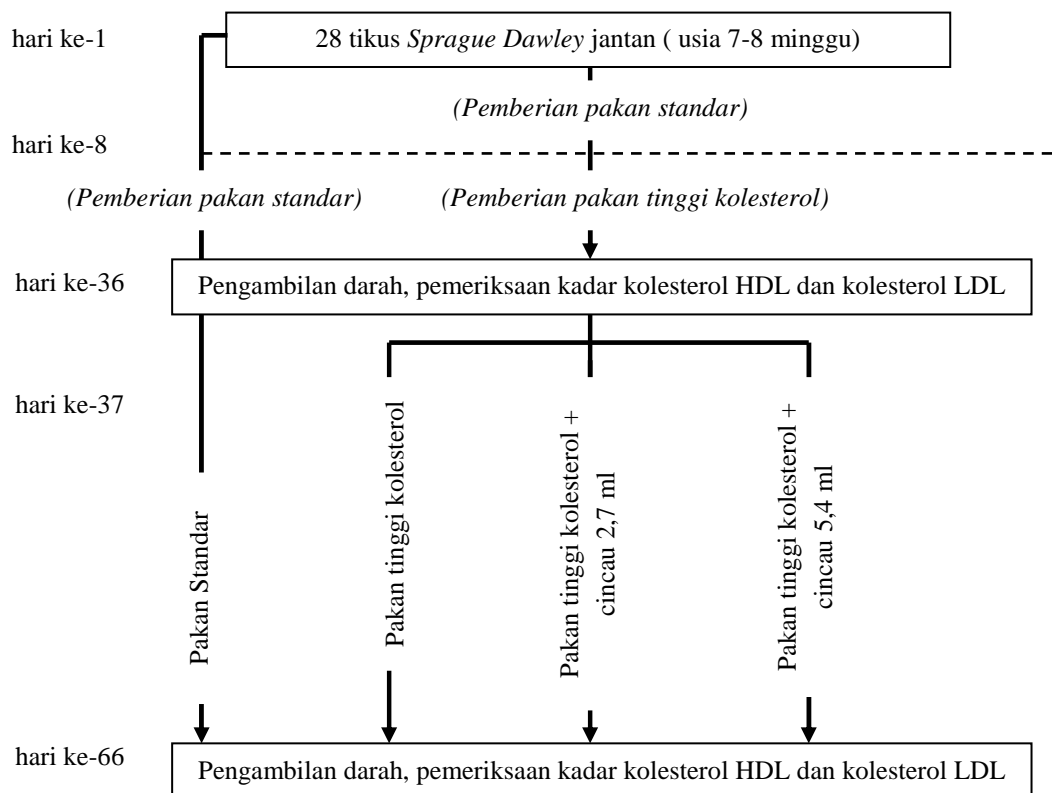 hari ke-1
28 tikus Sprague Dawley jantan ( usia 7-8 minggu)
(Pemberian pakan standar)
hari ke-8
(Pemberian pakan standar)
(Pemberian pakan tinggi kolesterol)
hari ke-36
Pengambilan darah, pemeriksaan kadar kolesterol HDL dan kolesterol LDL
hari ke-37
Pakan Standar
Pakan tinggi kolesterol
Pakan tinggi kolesterol +
cincau 2,7 ml
Pakan tinggi kolesterol +
cincau 5,4 ml
hari ke-66
Pengambilan darah, pemeriksaan kadar kolesterol HDL dan kolesterol LDL